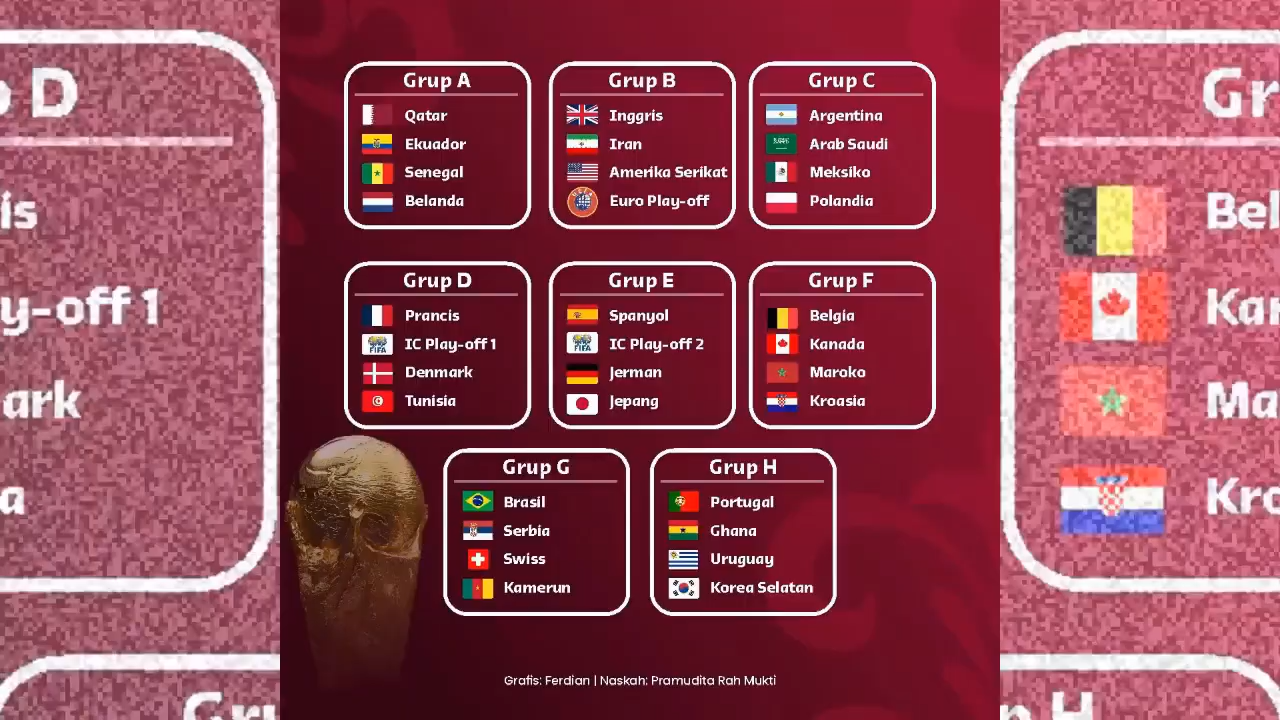 Grup A
Qatar
Ekuador
Senegal
Belanda
Grup B
Inggris
Iran
Amerika Serikat
Euro Play-off
Grup C
Argentina
Arab Saudi
Meksiko
Polandia
Grup D
Prancis
IC Play-off 1
Denmark
Tunisia
Grup E
Spanyol
IC Play-off 2
Jerman
Jepang
Grup F
Belgia
Kanada
Maroko
Kroasia
Grup G
Brasil
Serbia
Swiss
Kamerun
Grup H
Portugal
Ghana
Uruguay
Korea Selatan
Grafis: Ferdian | Naskah: Pramudita Rah Mukti